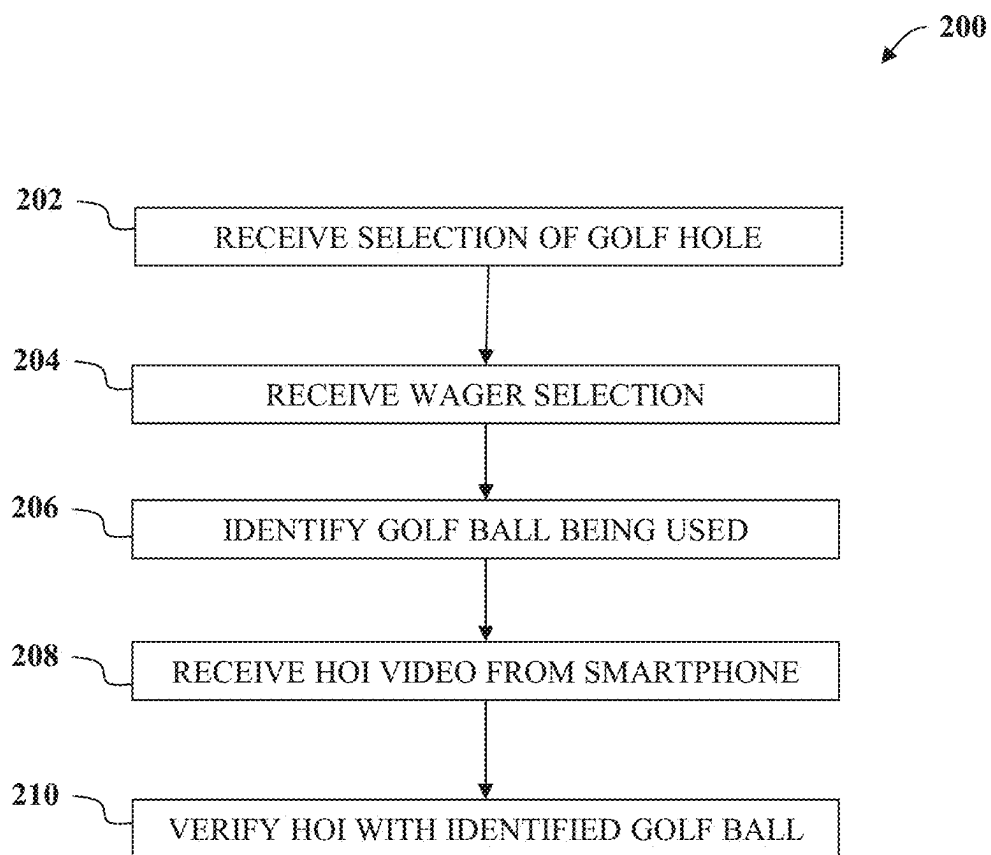 200
202
RECEIVE SELECTION OF GOLF HOLE
204
RECEIVE WAGER SELECTION
206
IDENTIFY GOLF BALL BEING USED
208
RECEIVE HOI VIDEO FROM SMARTPHONE
210
VERIFY HOI WITH IDENTIFIED GOLF BALL